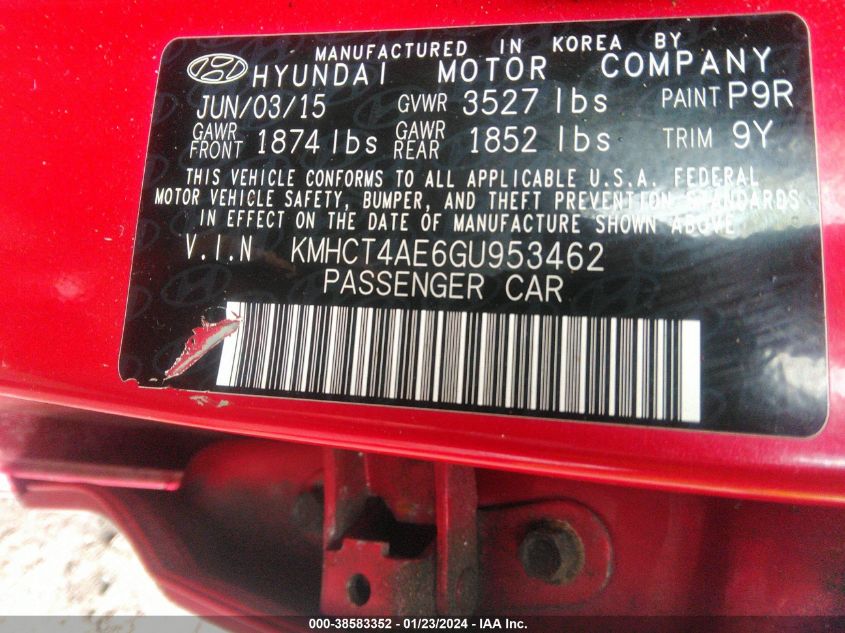 MANUFACTURED IN KOREA BY
HYUNDAI MOTOR COMPANY
JUN/03/15 GVWR 3527 lbs PAINT P9R
GAWR FRONT 1874 lbs GAWR REAR 1852 lbs TRIM 9Y
THIS VEHICLE CONFORMS TO ALL APPLICABLE U.S.A. FEDERAL
MOTOR VEHICLE SAFETY, BUMPER, AND THEFT PREVENTION STANDARDS
IN EFFECT ON THE DATE OF MANUFACTURE SHOWN ABOVE
V.I.N KMHCT4AE6GU953462
PASSENGER CAR
000-38583352 - 01/23/2024 - IAA Inc.